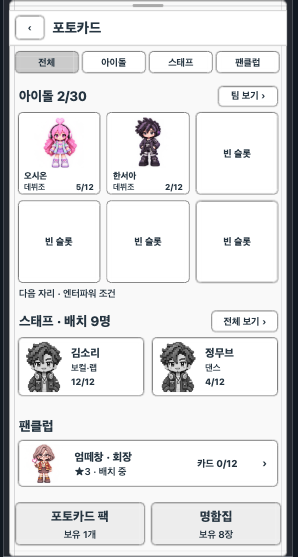 ‹ 포토카드
전체 아이돌 스태프 팬클럽
아이돌 2/30 팀 보기 ›
오시온
데뷔조 5/12
한서아
데뷔조 2/12
빈 슬롯
빈 슬롯 빈 슬롯 빈 슬롯
다음 자리 · 엔터파워 조건
스태프 · 배치 9명 전체 보기 ›
김소리
보컬·랩
12/12
정무브
댄스
4/12
팬클럽
엄떼창 · 회장
★3 · 배치 중
카드 0/12 ›
포토카드 팩
보유 1개
명함집
보유 8장